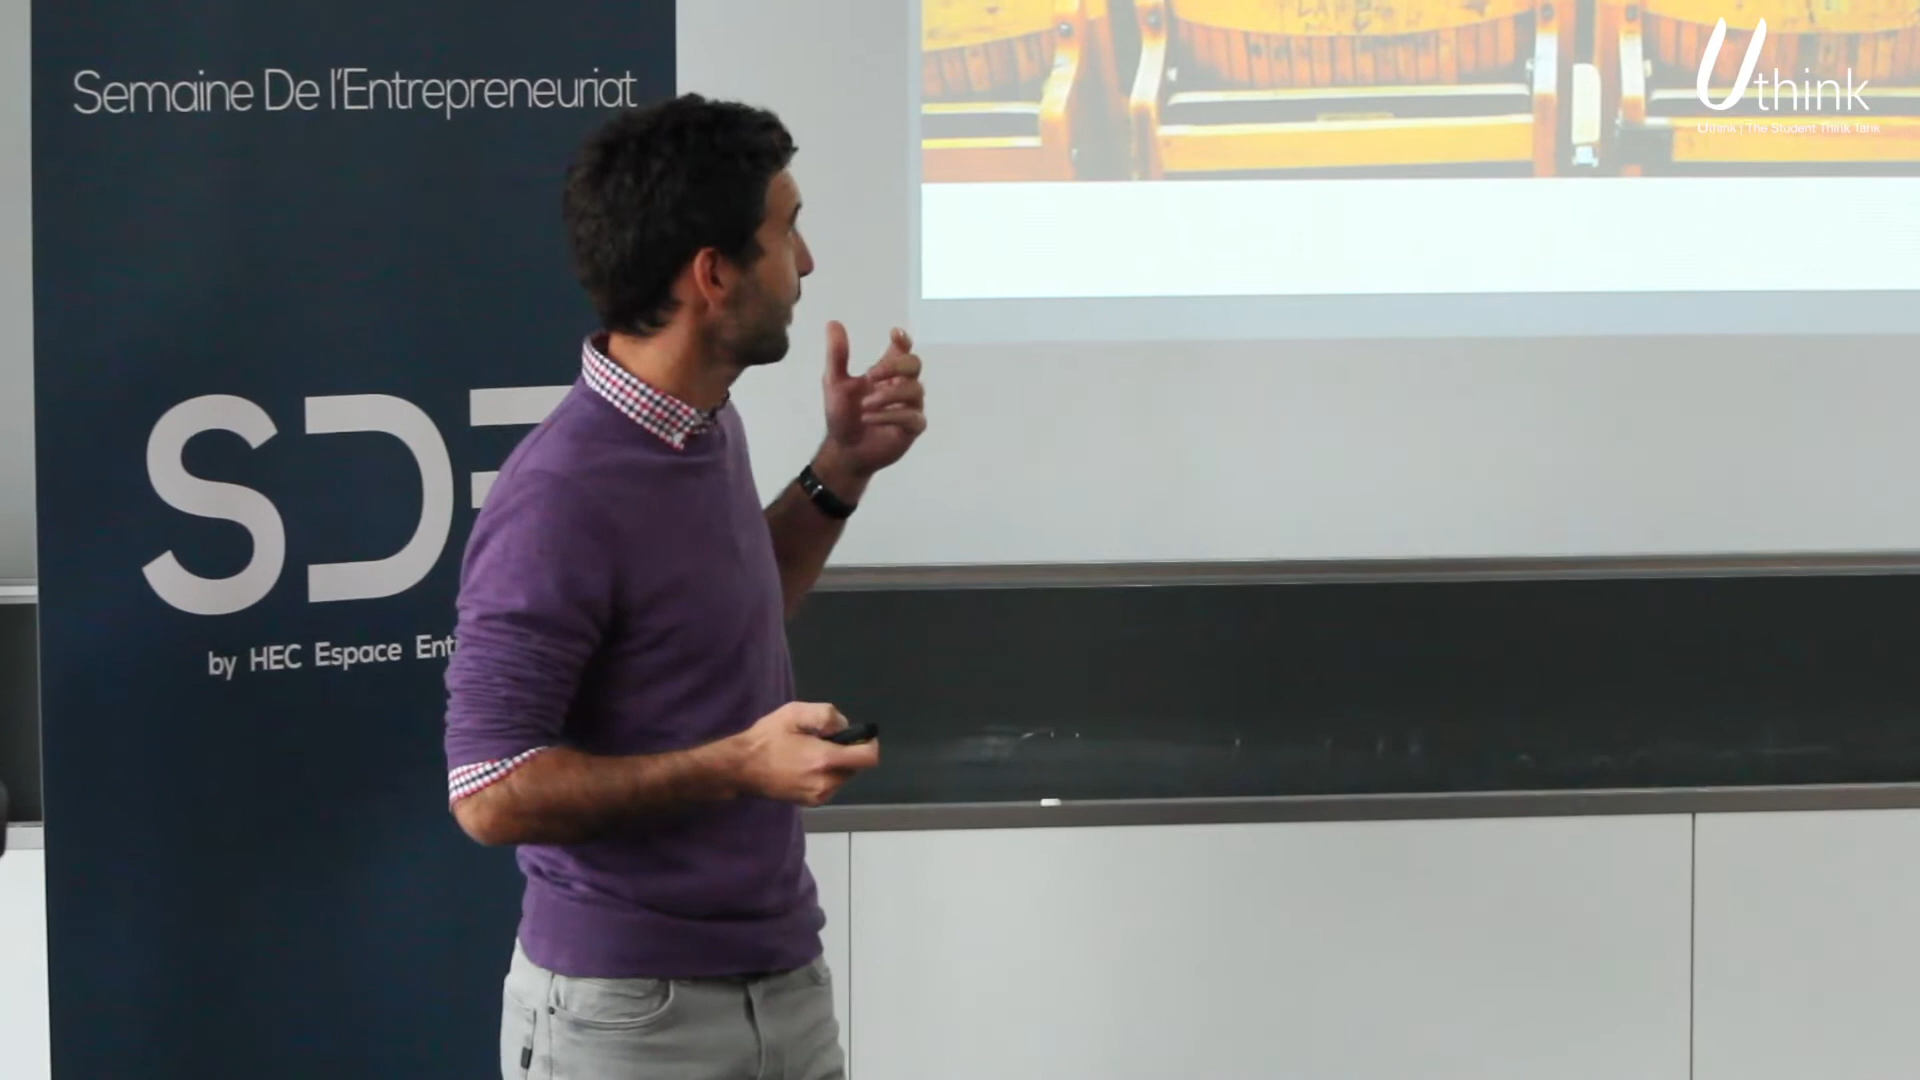 Semaine De l'Entrepreneuriat
SDE
by HEC Espace Ent
Uthink
Uthink | The Student Think Tank